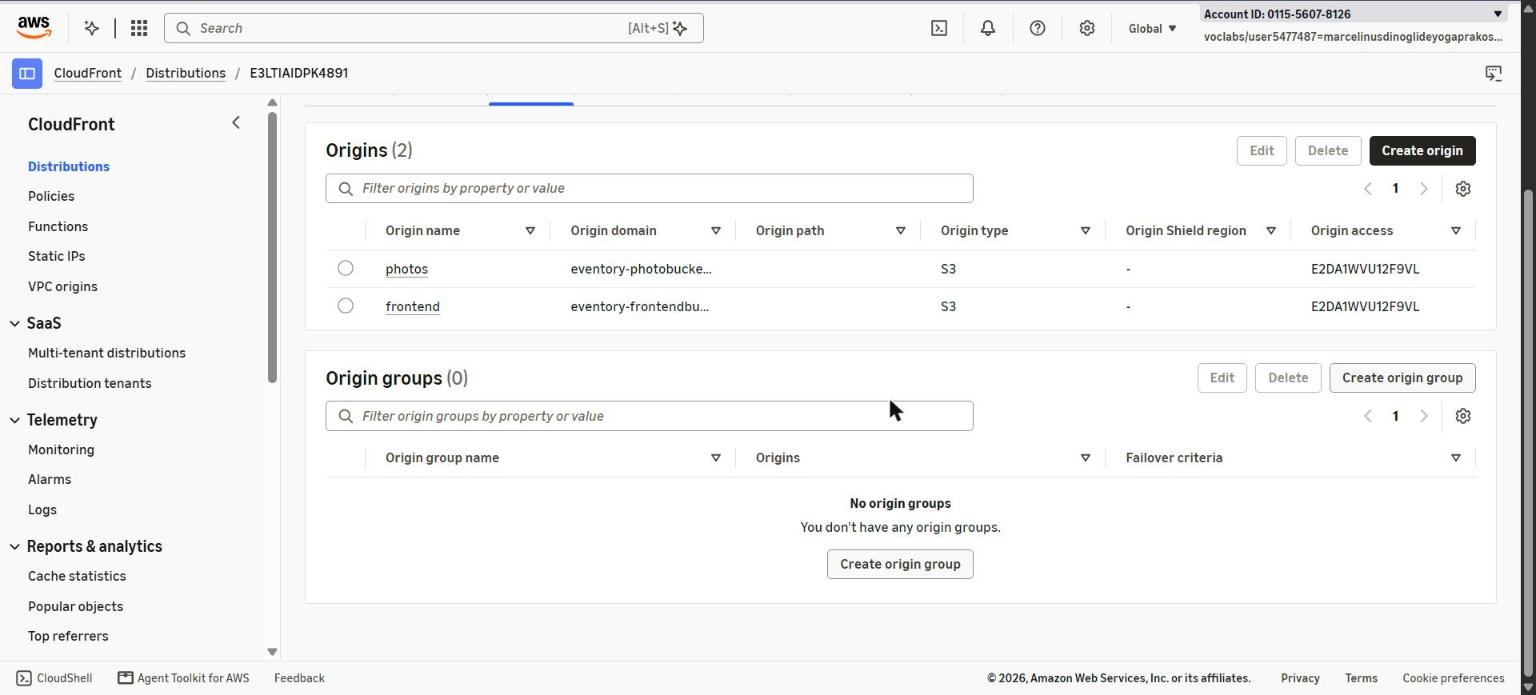 aws
Search [Alt+S]
Global
Account ID: 0115-5607-8126
voclabs/user5477487=marcelinusdinoglideyogaprakos...
CloudFront / Distributions / E3LTIAIDPK4891
CloudFront
Distributions
Policies
Functions
Static IPs
VPC origins
SaaS
Multi-tenant distributions
Distribution tenants
Telemetry
Monitoring
Alarms
Logs
Reports & analytics
Cache statistics
Popular objects
Top referrers
Origins (2)
Edit Delete Create origin
Filter origins by property or value
1
Origin name Origin domain Origin path Origin type Origin Shield region Origin access
photos eventory-photobucke... S3 - E2DA1WVU12F9VL
frontend eventory-frontendbu... S3 - E2DA1WVU12F9VL
Origin groups (0)
Edit Delete Create origin group
Filter origin groups by property or value
1
Origin group name Origins Failover criteria
No origin groups
You don't have any origin groups.
Create origin group
CloudShell Agent Toolkit for AWS Feedback © 2026, Amazon Web Services, Inc. or its affiliates. Privacy Terms Cookie preferences